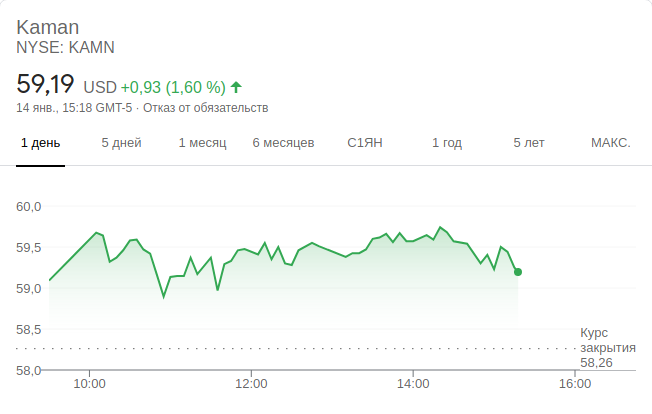 Kaman
NYSE: KAMN
59,19 USD +0,93 (1,60 %)
14 янв., 15:18 GMT-5 · Отказ от обязательств
1 день 5 дней 1 месяц 6 месяцев С1ЯН 1 год 5 лет МАКС.
60,0
59,5
59,0
58,5
58,0
Курс
закрытия
58,26
10:00 12:00 14:00 16:00